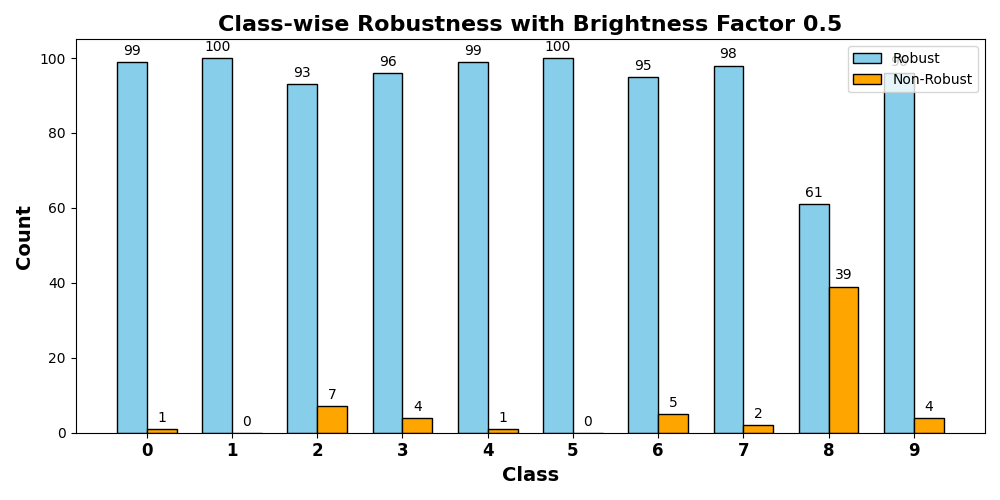 Class-wise Robustness with Brightness Factor 0.5
99 100 93 96 99 100 95 98 61
1 0 7 4 1 0 5 2 39 4
Robust
Non-Robust
100
80
60
40
20
0
Count
0 1 2 3 4 5 6 7 8 9
Class